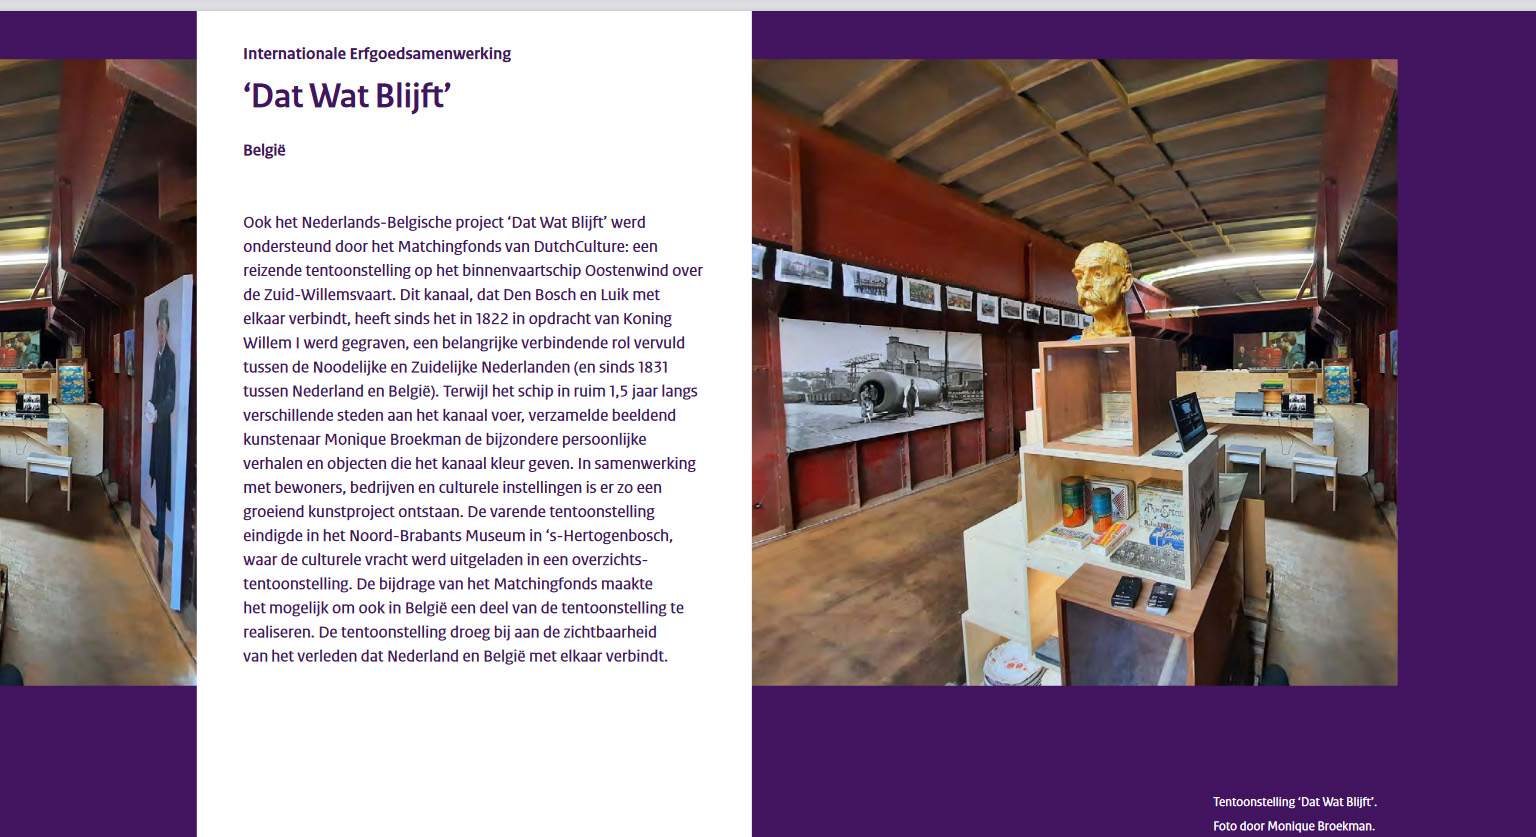 Internationale Erfgoedsamenwerking
‘Dat Wat Blijft’
België
Ook het Nederlands-Belgische project ‘Dat Wat Blijft’ werd
ondersteund door het Matchingfonds van DutchCulture: een
reizende tentoonstelling op het binnenvaartschip Oostenwind over
de Zuid-Willemsvaart. Dit kanaal, dat Den Bosch en Luik met
elkaar verbindt, heeft sinds het in 1822 in opdracht van Koning
Willem I werd gegraven, een belangrijke verbindende rol vervuld
tussen de Noodelijke en Zuidelijke Nederlanden (en sinds 1831
tussen Nederland en België). Terwijl het schip in ruim 1,5 jaar langs
verschillende steden aan het kanaal voer, verzamelde beeldend
kunstenaar Monique Broekman de bijzondere persoonlijke
verhalen en objecten die het kanaal kleur geven. In samenwerking
met bewoners, bedrijven en culturele instellingen is er zo een
groeiend kunstproject ontstaan. De varende tentoonstelling
eindigde in het Noord-Brabants Museum in ‘s-Hertogenbosch,
waar de culturele vracht werd uitgeladen in een overzichts-
tentoonstelling. De bijdrage van het Matchingfonds maakte
het mogelijk om ook in België een deel van de tentoonstelling te
realiseren. De tentoonstelling droeg bij aan de zichtbaarheid
van het verleden dat Nederland en België met elkaar verbindt.
Tentoonstelling ‘Dat Wat Blijft’.
Foto door Monique Broekman.